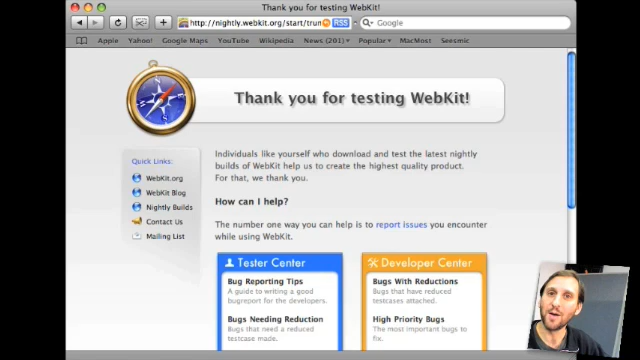 Thank you for testing WebKit!
http://nightly.webkit.org/start/trun
RSS
Google
Apple Yahoo! Google Maps YouTube Wikipedia News (201) Popular MacMost Seesmic
Thank you for testing WebKit!
Quick Links:
WebKit.org
WebKit Blog
Nightly Builds
Contact Us
Mailing List
Individuals like yourself who download and test the latest nightly
builds of WebKit help us to create the highest quality product.
For that, we thank you.
How can I help?
The number one way you can help is to report issues you encounter
while using WebKit.
Tester Center
Bug Reporting Tips
A guide to writing a good
bugreport for the developers.
Bugs Needing Reduction
Bugs that need a reduced
testcase made.
Developer Center
Bugs With Reductions
Bugs that have reduced
testcases attached.
High Priority Bugs
The most important bugs to
fix.